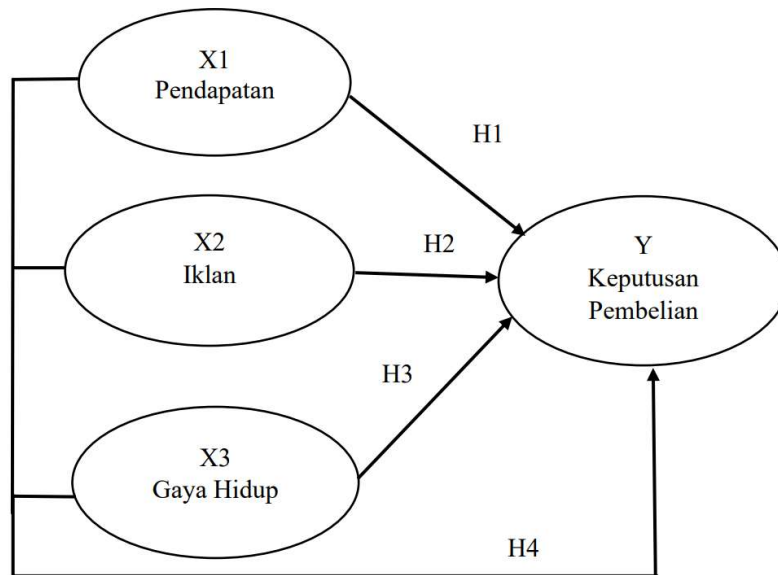 X1
Pendapatan
H1
X2
Iklan
H2
Y
Keputusan
Pembelian
H3
X3
Gaya Hidup
H4